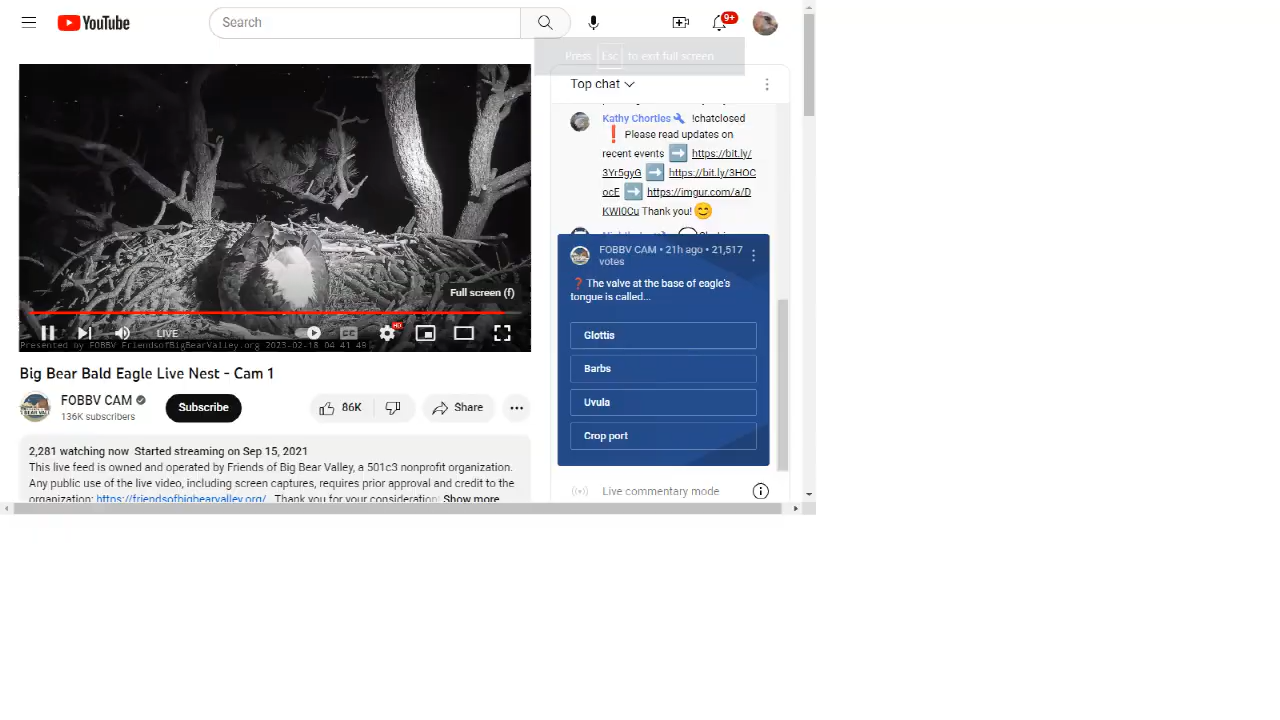 YouTube
Search
9+
Press Esc to exit full screen
Top chat
Kathy Chortles !chatclosed
❗ Please read updates on
recent events ➡️ https://bit.ly/
3Yr5gyG ➡️ https://bit.ly/3HOC
ocE ➡️ https://imgur.com/a/D
KWI0Cu Thank you! 😊
FOBBV CAM • 21h ago • 21,517
votes
❓ The valve at the base of eagle's
tongue is called...
Glottis
Barbs
Uvula
Crop port
Live commentary mode
Full screen (f)
LIVE
CC
HD
Presented by FOBBV FriendsofBigBearValley.org 2023-02-18 04 41 49
Big Bear Bald Eagle Live Nest - Cam 1
FOBBV CAM
136K subscribers
Subscribe
86K
Share
2,281 watching now Started streaming on Sep 15, 2021
This live feed is owned and operated by Friends of Big Bear Valley, a 501c3 nonprofit organization.
Any public use of the live video, including screen captures, requires prior approval and credit to the
organization: https://friendsofbigbearvalley.org/ . Thank you for your consideration! Show more